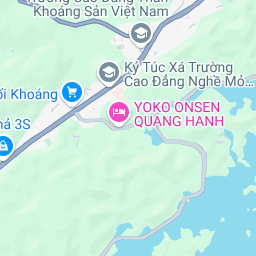 Khoáng Sản Việt Nam
Ký Túc Xá Trường
Cao Đẳng Nghề Mỏ...
ối Khoáng
YOKO ONSEN
QUANG HANH
ả 3S